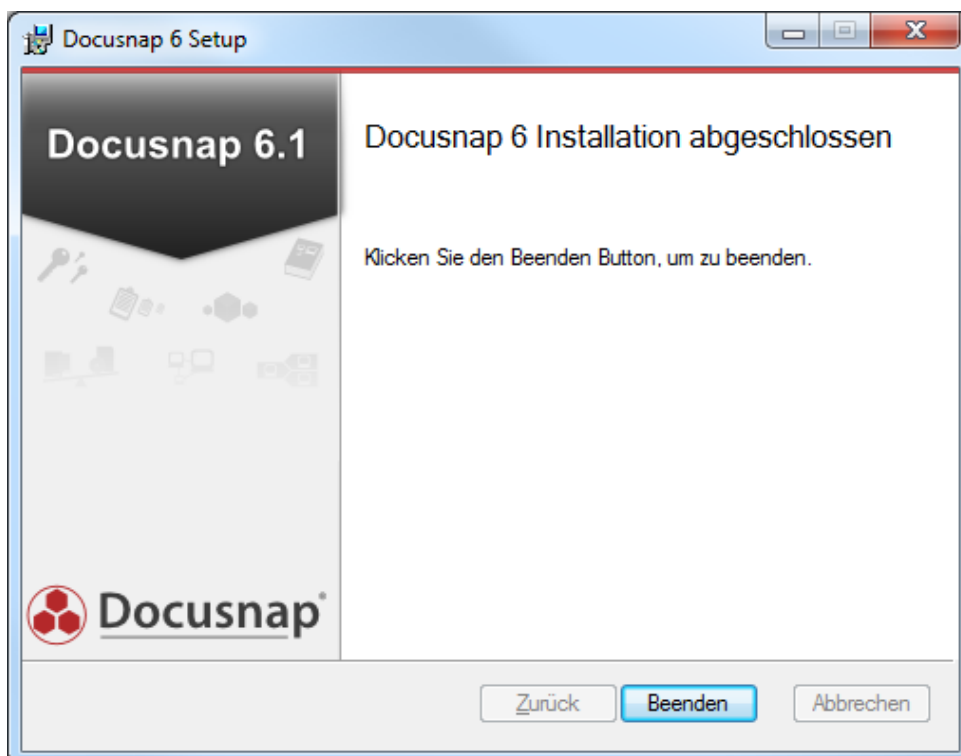 Docusnap 6 Setup
Docusnap 6.1
Docusnap 6 Installation abgeschlossen
Klicken Sie den Beenden Button, um zu beenden.
Docusnap®
Zurück
Beenden
Abbrechen